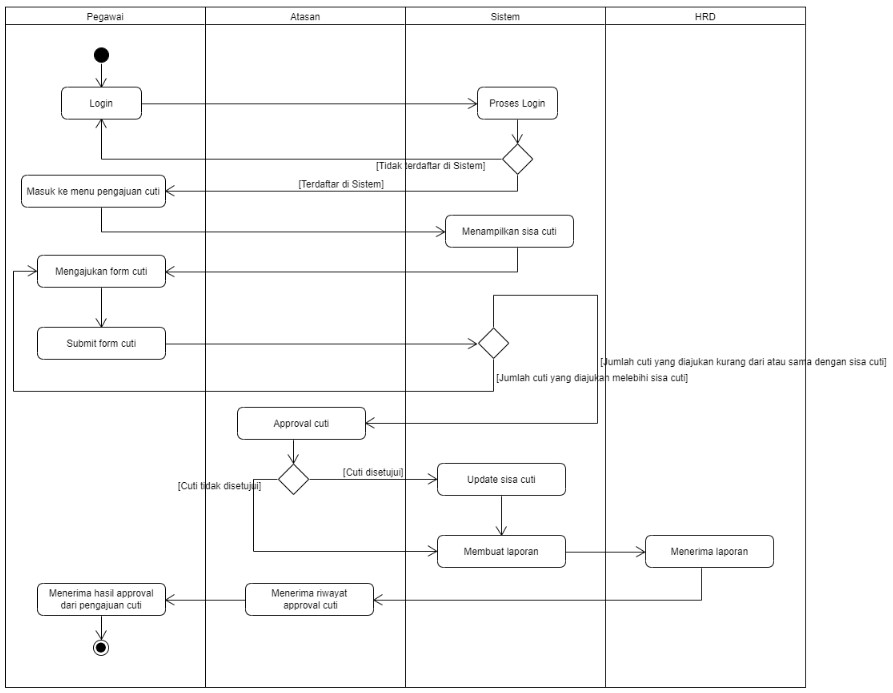 Pegawai
Atasan
Sistem
HRD
Login
Proses Login
[Tidak terdaftar di Sistem]
[Terdaftar di Sistem]
Masuk ke menu pengajuan cuti
Menampilkan sisa cuti
Mengajukan form cuti
Submit form cuti
[Jumlah cuti yang diajukan kurang dari atau sama dengan sisa cuti]
[Jumlah cuti yang diajukan melebihi sisa cuti]
Approval cuti
[Cuti disetujui]
[Cuti tidak disetujui]
Update sisa cuti
Membuat laporan
Menerima laporan
Menerima hasil approval
dari pengajuan cuti
Menerima riwayat
approval cuti